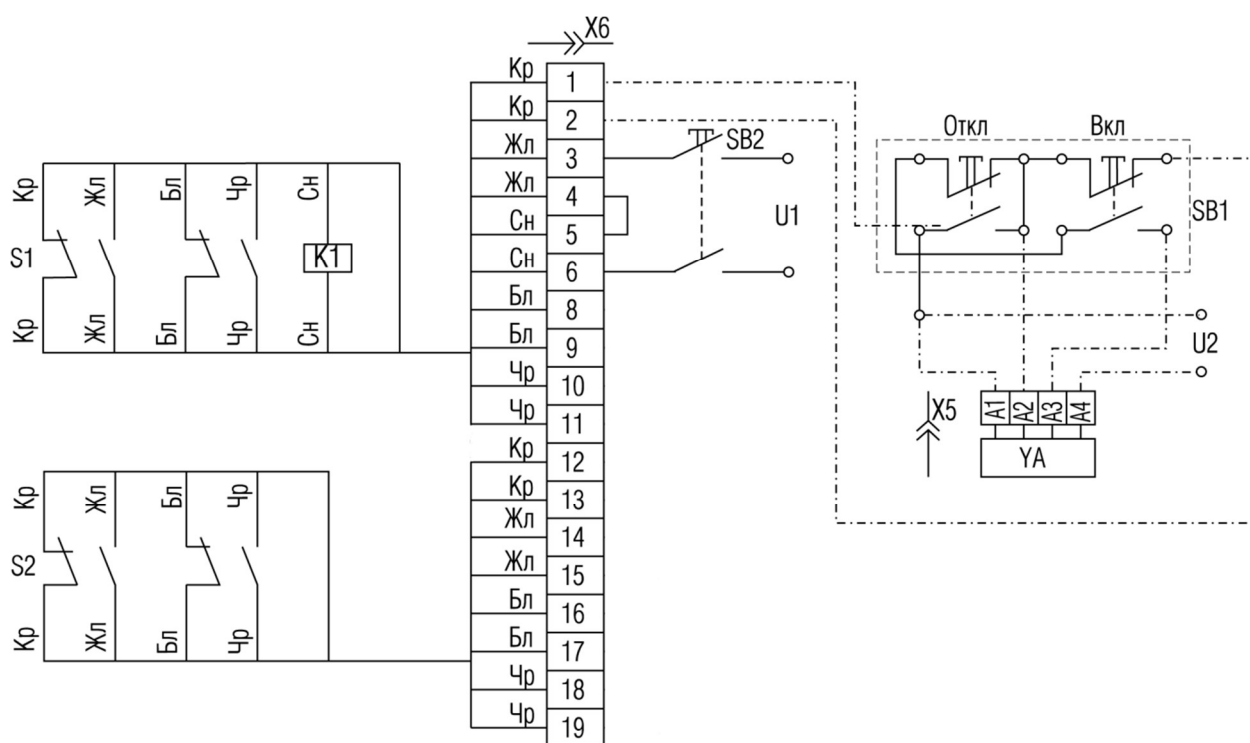 X6
Кр 1
Кр 2
Жл 3
Жл 4
Сн 5
Сн 6
Бл 8
Бл 9
Чр 10
Чр 11
Кр 12
Кр 13
Жл 14
Жл 15
Бл 16
Бл 17
Чр 18
Чр 19
Кр Жл Бл Чр Сн
S1
K1
Кр Жл Бл Чр Сн
Кр Жл Бл Чр
S2
Кр Жл Бл Чр
SB2
U1
Откл Вкл
SB1
U2
X5
A1 A2 A3 A4
YA